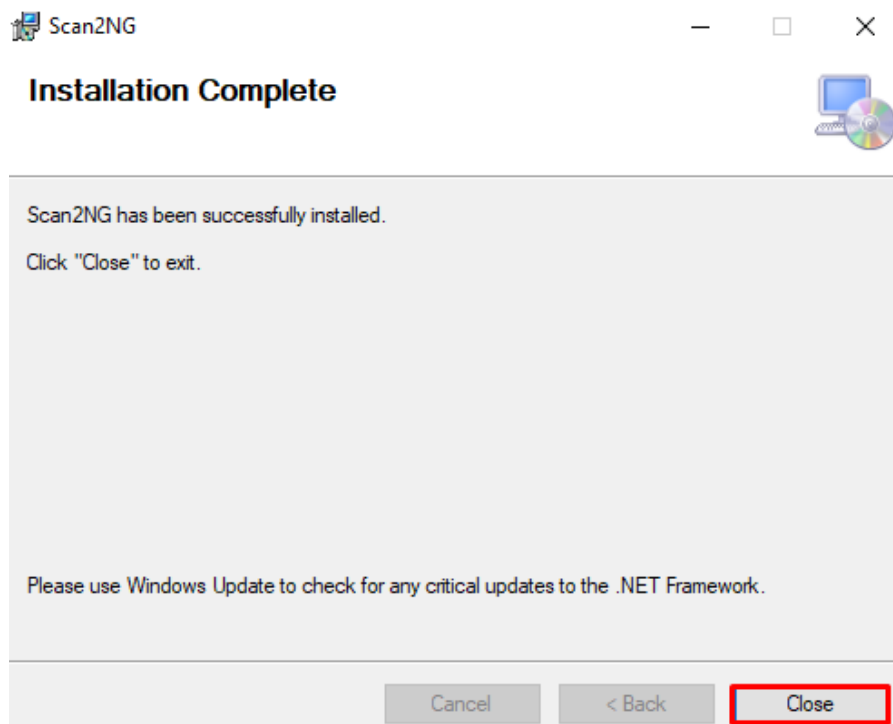 Scan2NG
Installation Complete
Scan2NG has been successfully installed.
Click "Close" to exit.
Please use Windows Update to check for any critical updates to the .NET Framework.
Cancel
< Back
Close